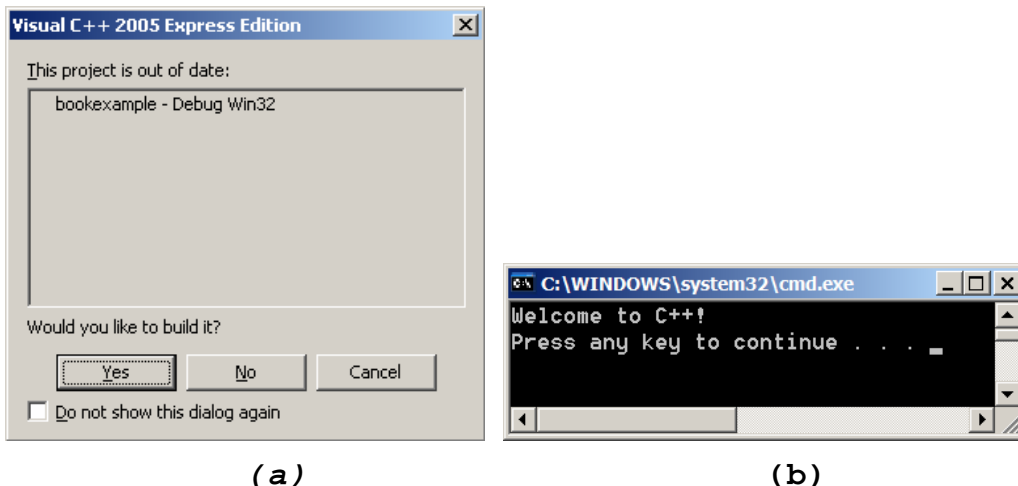 Visual C++ 2005 Express Edition
This project is out of date:
bookexample - Debug Win32
Would you like to build it?
Yes No Cancel
Do not show this dialog again
C:\WINDOWS\system32\cmd.exe
Welcome to C++!
Press any key to continue . . . _
(a) (b)